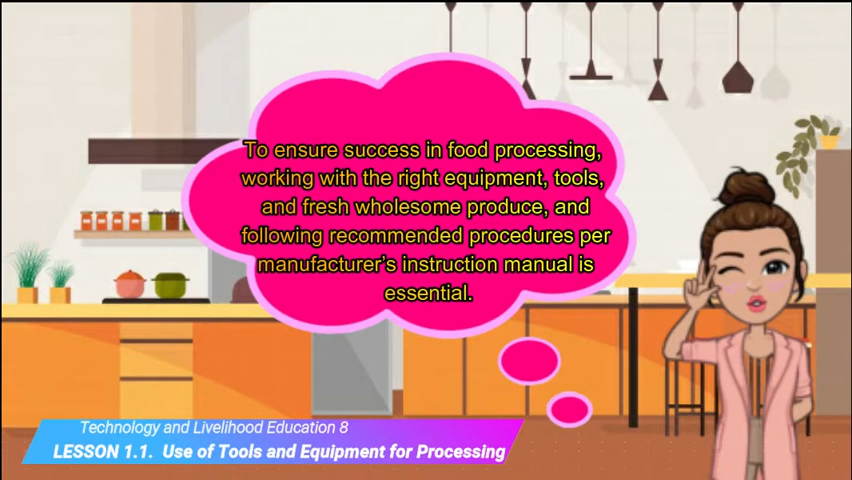 To ensure success in food processing,
working with the right equipment, tools,
and fresh wholesome produce, and
following recommended procedures per
manufacturer's instruction manual is
essential.
Technology and Livelihood Education 8
LESSON 1.1. Use of Tools and Equipment for Processing